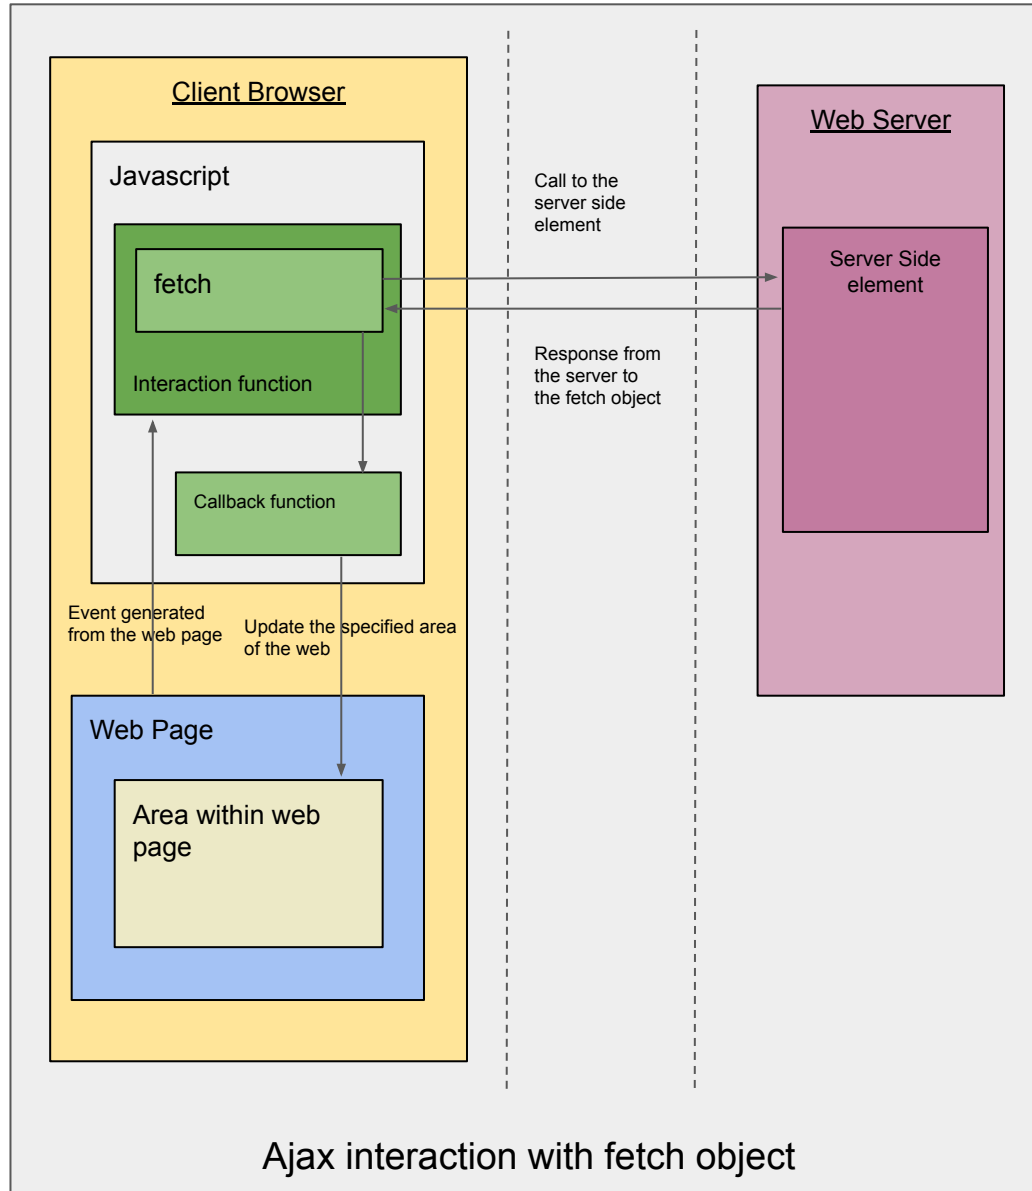 Client Browser
Javascript
fetch
Interaction function
Callback function
Event generated
from the web page
Update the specified area
of the web
Web Page
Area within web
page
Call to the
server side
element
Response from
the server to
the fetch object
Web Server
Server Side
element
Ajax interaction with fetch object